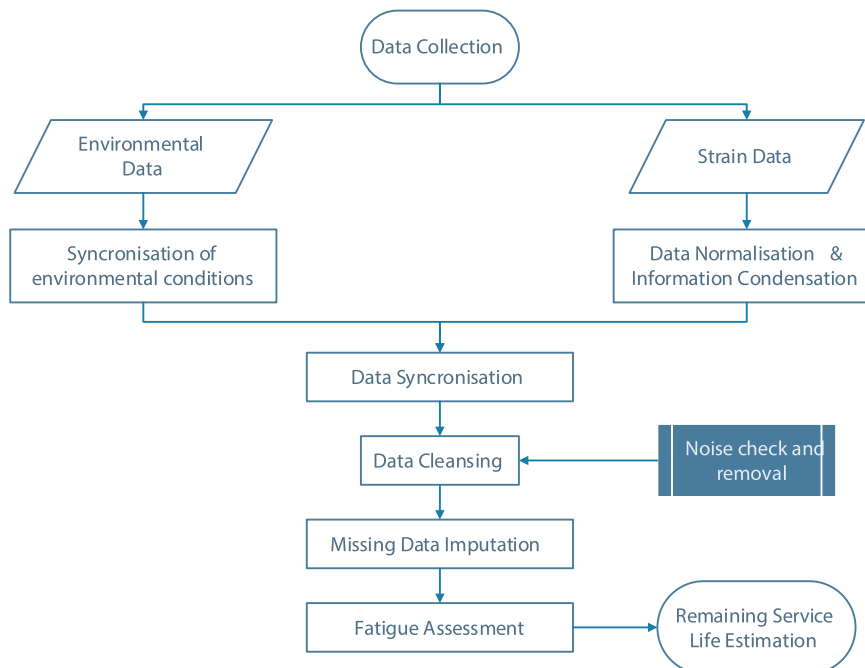 Data Collection
Environmental
Data
Strain Data
Syncronisation of
environmental conditions
Data Normalisation &
Information Condensation
Data Syncronisation
Data Cleansing
Noise check and
removal
Missing Data Imputation
Fatigue Assessment
Remaining Service
Life Estimation